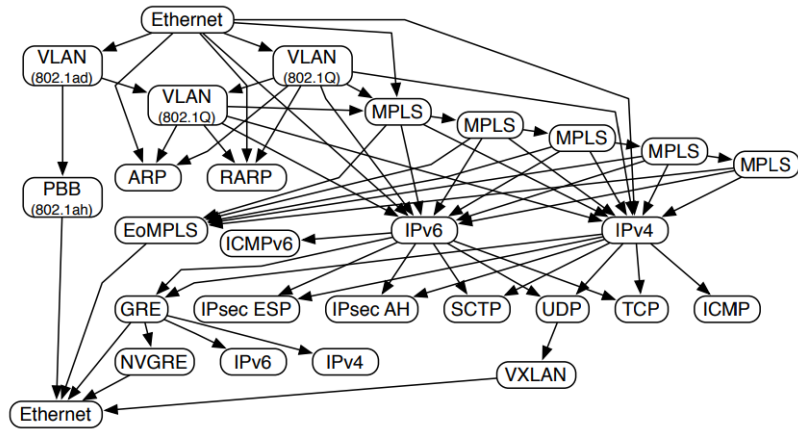 Ethernet
VLAN
(802.1ad)
VLAN
(802.1Q)
VLAN
(802.1Q)
MPLS
MPLS
MPLS
MPLS
MPLS
ARP
RARP
PBB
(802.1ah)
EoMPLS
ICMPv6
IPv6
IPv4
GRE
IPsec ESP
IPsec AH
SCTP
UDP
TCP
ICMP
NVGRE
IPv6
IPv4
VXLAN
Ethernet